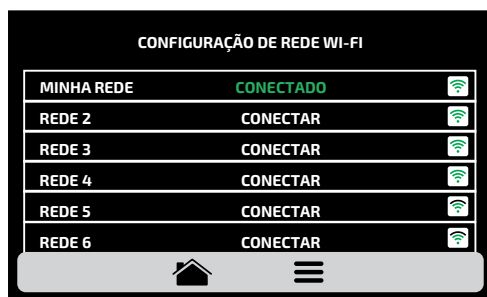 CONFIGURAÇÃO DE REDE WI-FI
MINHA REDE CONECTADO
REDE 2 CONECTAR
REDE 3 CONECTAR
REDE 4 CONECTAR
REDE 5 CONECTAR
REDE 6 CONECTAR